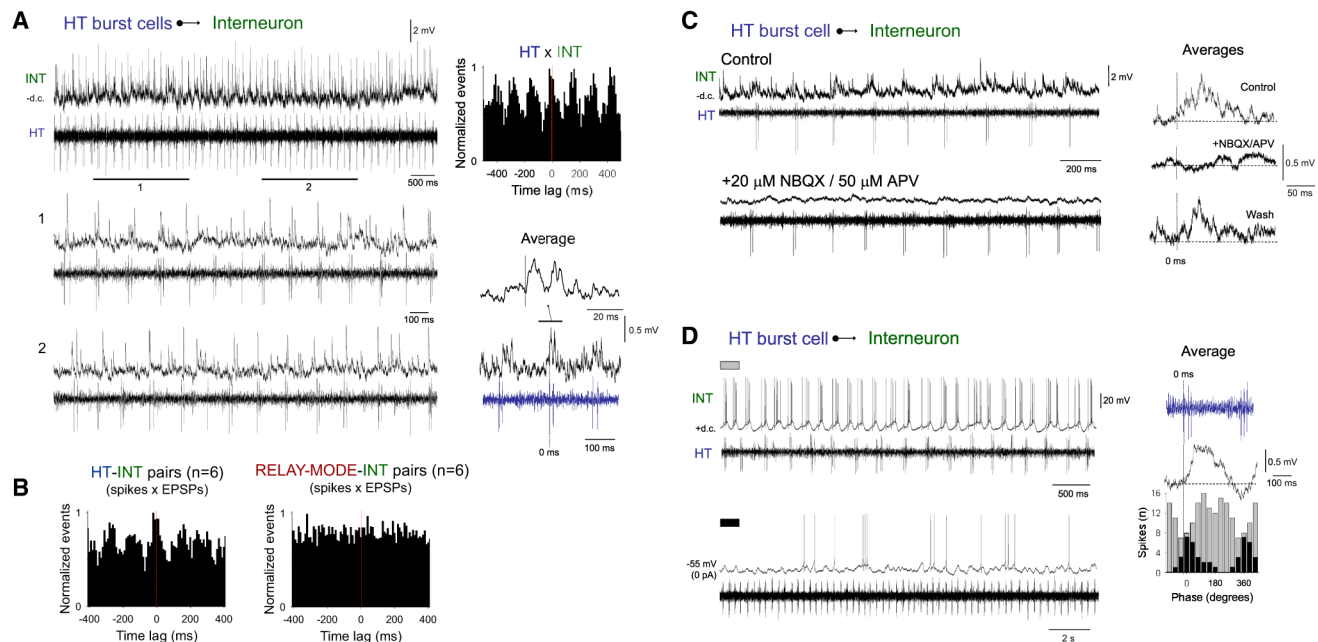 A
HT burst cells Interneuron
2 mV
INT
-d.c.
HT
1 2
500 ms
HT x INT
Normalized events
1
0
-400 -200 0 200 400
Time lag (ms)
1
100 ms
2
Average
20 ms
0.5 mV
0 ms
100 ms
B
HT-INT pairs (n=6)
(spikes x EPSPs)
Normalized events
1
0
-400 -200 0 200 400
Time lag (ms)
RELAY-MODE-INT pairs (n=6)
(spikes x EPSPs)
Normalized events
1
0
-400 -200 0 200 400
Time lag (ms)
C
HT burst cell Interneuron
Control
INT
-d.c.
HT
2 mV
200 ms
+20 µM NBQX / 50 µM APV
Averages
Control
+NBQX/APV
0.5 mV
50 ms
Wash
0 ms
D
HT burst cell Interneuron
INT
+d.c.
HT
20 mV
500 ms
-55 mV
(0 pA)
2 s
Average
0 ms
0.5 mV
100 ms
Spikes (n)
16
12
8
4
0
0 180 360
Phase (degrees)